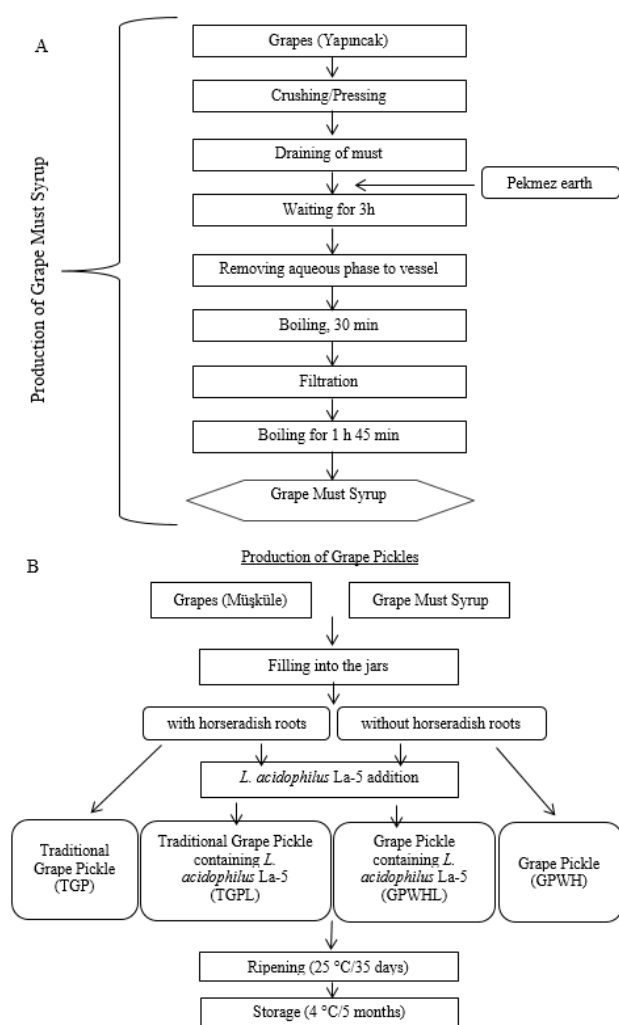 A
Production of Grape Must Syrup
Grapes (Yapıncak)
Crushing/Pressing
Draining of must
Pekmez earth
Waiting for 3h
Removing aqueous phase to vessel
Boiling, 30 min
Filtration
Boiling for 1 h 45 min
Grape Must Syrup
B
Production of Grape Pickles
Grapes (Müşküle)
Grape Must Syrup
Filling into the jars
with horseradish roots
without horseradish roots
L. acidophilus La-5 addition
Traditional
Grape Pickle
(TGP)
Traditional Grape Pickle
containing L.
acidophilus La-5
(TGPL)
Grape Pickle
containing L.
acidophilus La-5
(GPWHL)
Grape Pickle
(GPWH)
Ripening (25 °C/35 days)
Storage (4 °C/5 months)